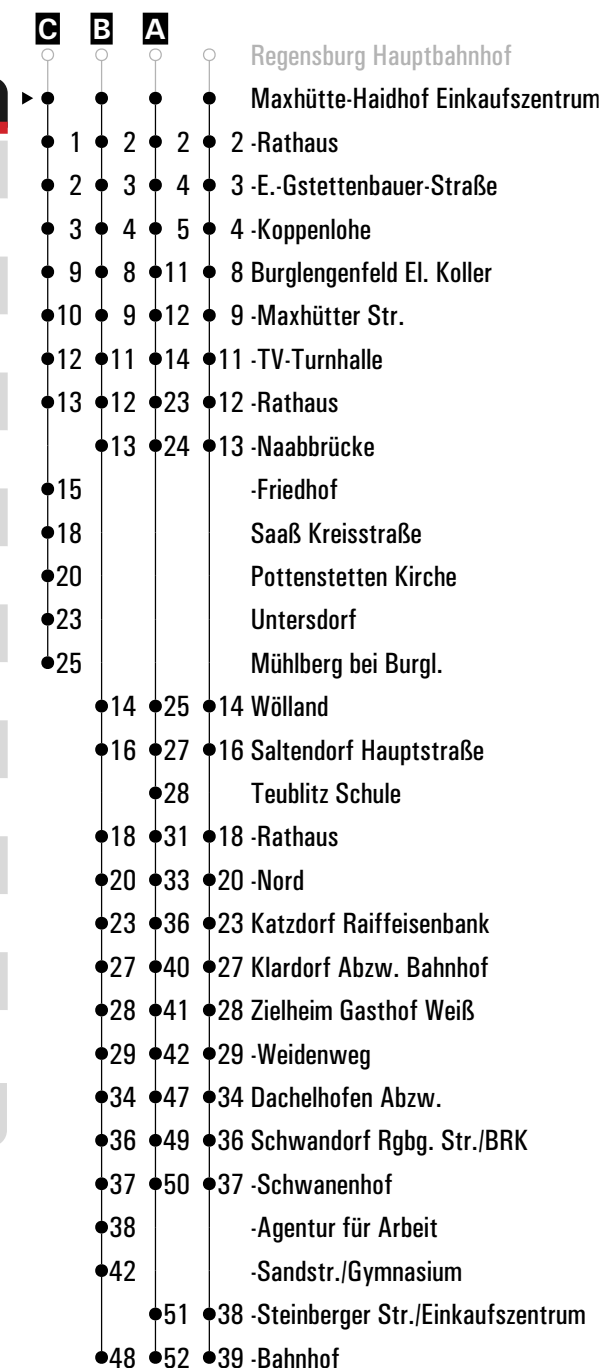 C B A
Regensburg Hauptbahnhof
Maxhütte-Haidhof Einkaufszentrum
1 2 2 2 -Rathaus
2 3 4 3 -E.-Gstettenbauer-Straße
3 4 5 4 -Koppenlohe
9 8 11 8 Burglengenfeld El. Koller
10 9 12 9 -Maxhütter Str.
12 11 14 11 -TV-Turnhalle
13 12 23 12 -Rathaus
13 24 13 -Naabbrücke
15 -Friedhof
18 Saaß Kreisstraße
20 Pottenstetten Kirche
23 Untersdorf
25 Mühlberg bei Burgl.
14 25 14 Wölland
16 27 16 Saltendorf Hauptstraße
28 Teublitz Schule
18 31 18 -Rathaus
20 33 20 -Nord
23 36 23 Katzdorf Raiffeisenbank
27 40 27 Klardorf Abzw. Bahnhof
28 41 28 Zielheim Gasthof Weiß
29 42 29 -Weidenweg
34 47 34 Dachelhofen Abzw.
36 49 36 Schwandorf Rgbg. Str./BRK
37 50 37 -Schwanenhof
38 -Agentur für Arbeit
42 -Sandstr./Gymnasium
51 38 -Steinberger Str./Einkaufszentrum
48 52 39 -Bahnhof